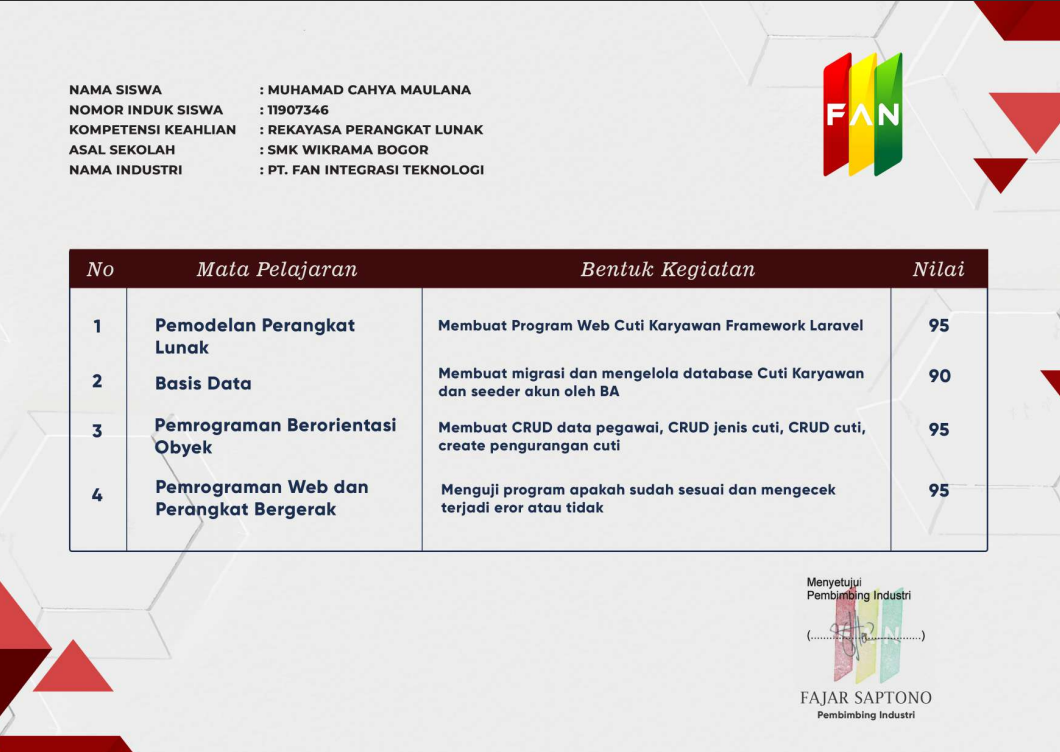 NAMA SISWA : MUHAMAD CAHYA MAULANA
NOMOR INDUK SISWA : 11907346
KOMPETENSI KEAHLIAN : REKAYASA PERANGKAT LUNAK
ASAL SEKOLAH : SMK WIKRAMA BOGOR
NAMA INDUSTRI : PT. FAN INTEGRASI TEKNOLOGI
FAN
No Mata Pelajaran Bentuk Kegiatan Nilai
1 Pemodelan Perangkat Membuat Program Web Cuti Karyawan Framework Laravel 95
Lunak
2 Basis Data Membuat migrasi dan mengelola database Cuti Karyawan 90
dan seeder akun oleh BA
3 Pemrograman Berorientasi Membuat CRUD data pegawai, CRUD jenis cuti, CRUD cuti, 95
Obyek create pengurangan cuti
4 Pemrograman Web dan Menguji program apakah sudah sesuai dan mengecek 95
Perangkat Bergerak terjadi eror atau tidak
Menyetujui
Pembimbing Industri
(........................)
FAN
FAJAR SAPTONO
Pembimbing Industri